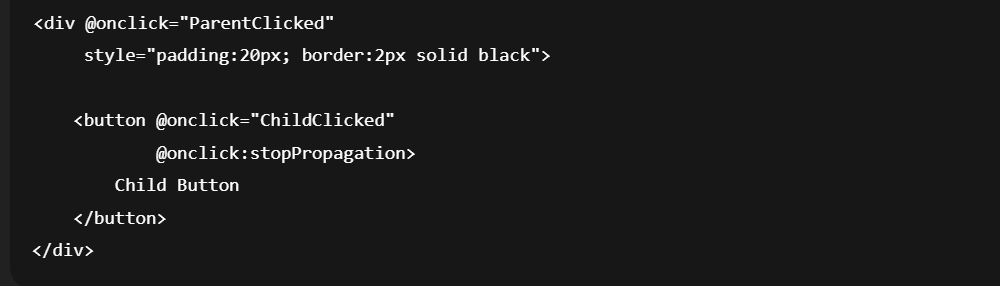 <div @onclick="ParentClicked"
     style="padding:20px; border:2px solid black">
    <button @onclick="ChildClicked"
            @onclick:stopPropagation>
        Child Button
    </button>
</div>